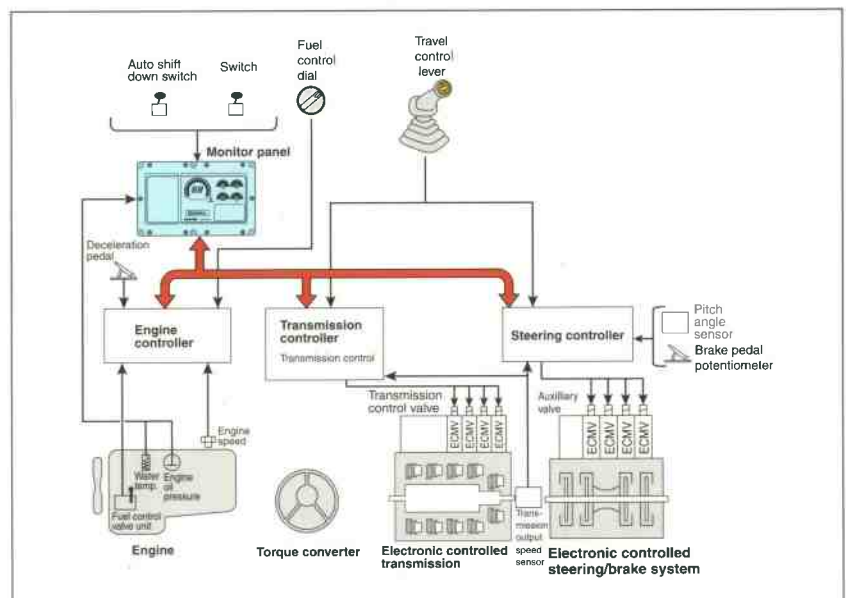 Auto shift
down switch
Switch
Fuel
control
dial
Travel
control
lever
Monitor panel
Deceleration
pedal
Engine
controller
Transmission
controller
Transmission control
Steering controller
Pitch
angle
sensor
Brake pedal
potentiometer
Engine
speed
Transmission
control valve
ECMV
ECMV
ECMV
ECMV
Auxiliary
valve
ECMV
ECMV
ECMV
ECMV
Water
temp.
Engine
oil
pressure
Fuel control
valve unit
Engine
Torque converter
Electronic controlled
transmission
Trans-
mission
output
speed
sensor
Electronic controlled
steering/brake system